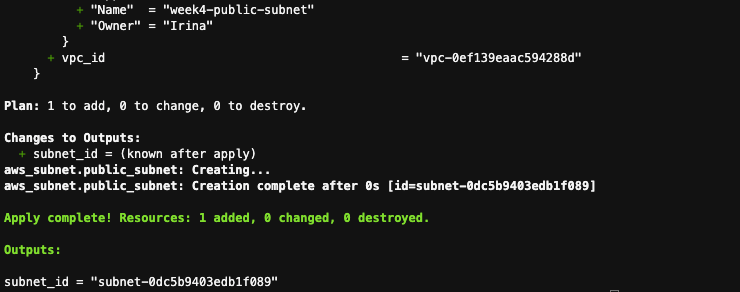 + "Name"  = "week4-public-subnet"
+ "Owner" = "Irina"
}
+ vpc_id = "vpc-0ef139eaac594288d"
}
Plan: 1 to add, 0 to change, 0 to destroy.
Changes to Outputs:
+ subnet_id = (known after apply)
aws_subnet.public_subnet: Creating...
aws_subnet.public_subnet: Creation complete after 0s [id=subnet-0dc5b9403edb1f089]
Apply complete! Resources: 1 added, 0 changed, 0 destroyed.
Outputs:
subnet_id = "subnet-0dc5b9403edb1f089"